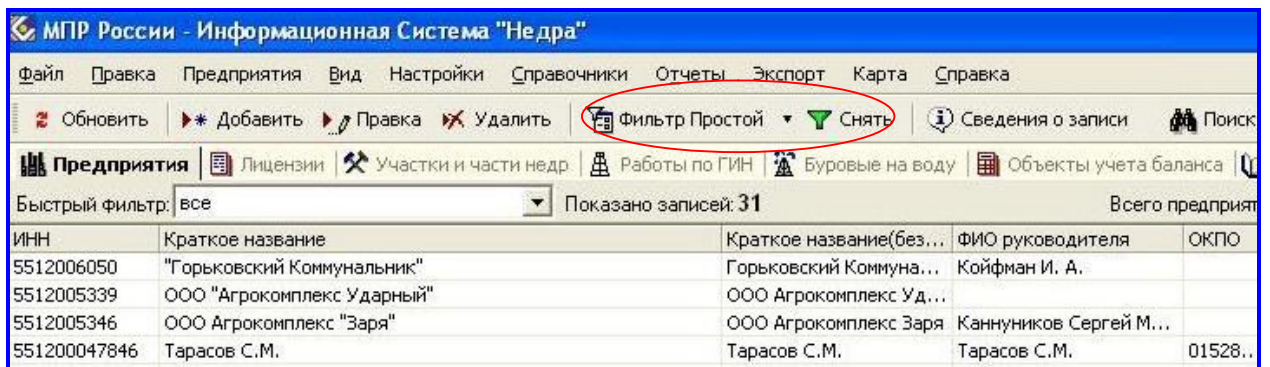 МПР России - Информационная Система "Недра"
Файл Правка Предприятия Вид Настройки Справочники Отчеты Экспорт Карта Справка
Обновить Добавить Правка Удалить Фильтр Простой Снять Сведения о записи Поиск
Предприятия Лицензии Участки и части недр Работы по ГИН Буровые на воду Объекты учета баланса
Быстрый фильтр: все Показано записей: 31 Всего предприят
ИНН Краткое название Краткое название(без... ФИО руководителя ОКПО
5512006050 "Горьковский Коммунальник" Горьковский Коммуна... Койфман И. А.
5512005339 ООО "Агрокомплекс Ударный" ООО Агрокомплекс Уд...
5512005346 ООО Агрокомплекс "Заря" ООО Агрокомплекс Заря Каннуников Сергей М...
551200047846 Тарасов С.М. Тарасов С.М. Тарасов С.М. 01528..